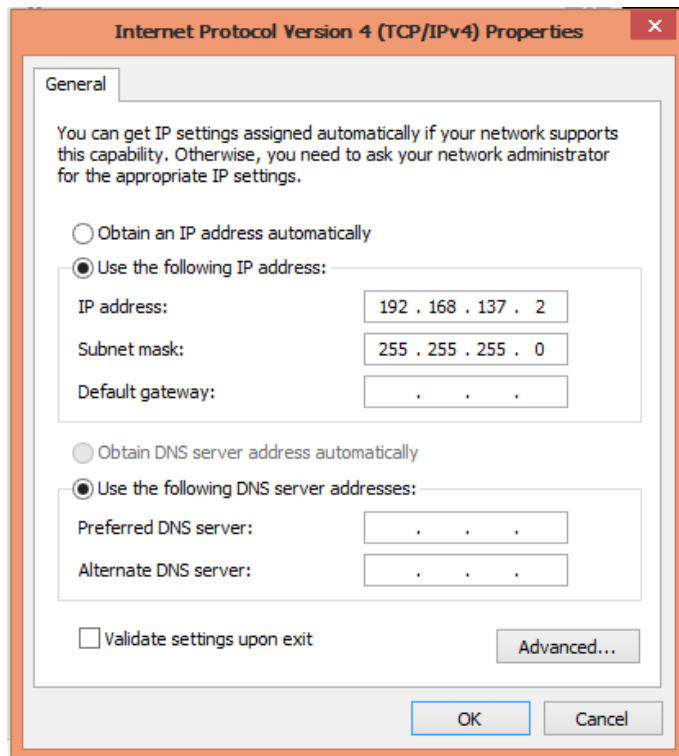 Internet Protocol Version 4 (TCP/IPv4) Properties
General
You can get IP settings assigned automatically if your network supports
this capability. Otherwise, you need to ask your network administrator
for the appropriate IP settings.
Obtain an IP address automatically
Use the following IP address:
IP address: 192 . 168 . 137 . 2
Subnet mask: 255 . 255 . 255 . 0
Default gateway: . . .
Obtain DNS server address automatically
Use the following DNS server addresses:
Preferred DNS server: . . .
Alternate DNS server: . . .
Validate settings upon exit
Advanced...
OK Cancel